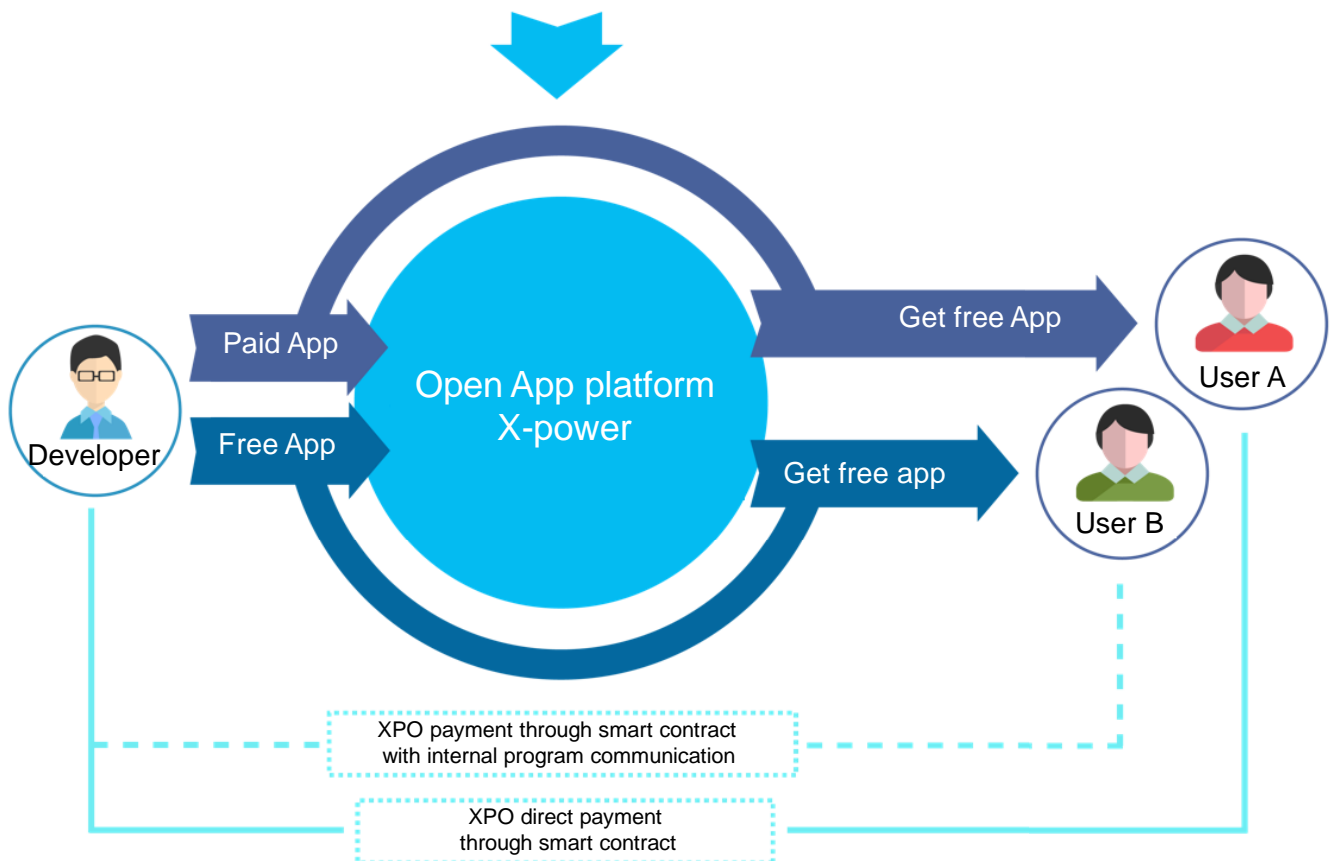 Get free App
Paid App
User A
Open App platform
X-power
Free App
Developer
Get free app
User B
XPO payment through smart contract
with internal program communication
XPO direct payment
through smart contract